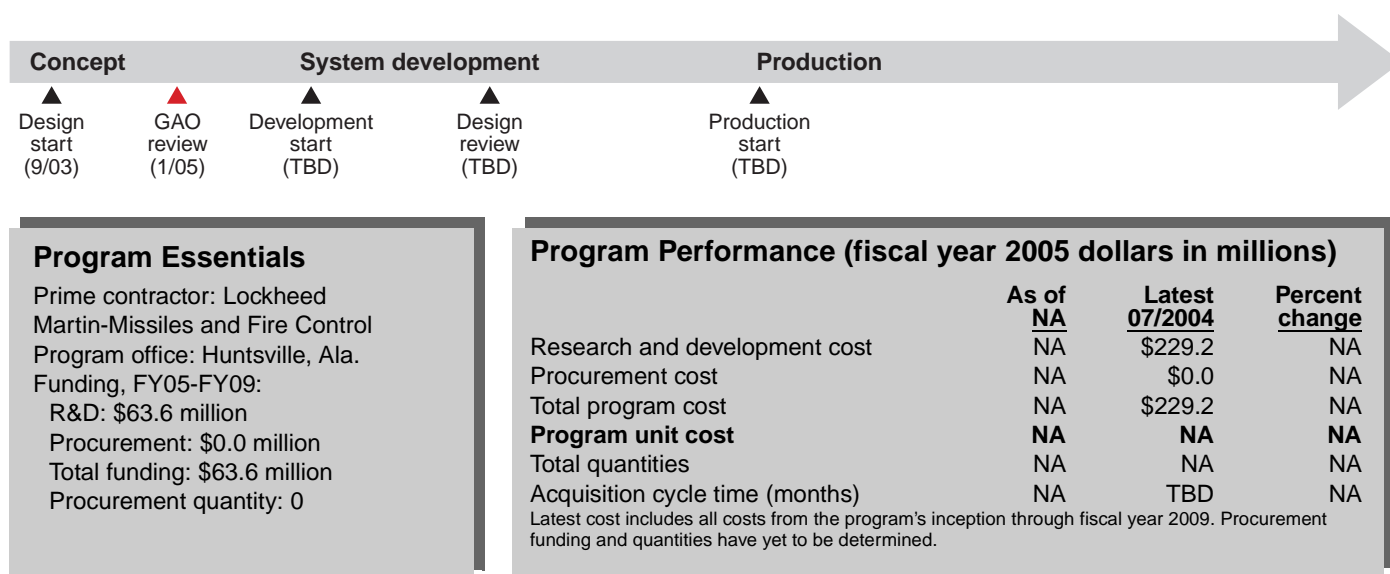 Concept System development Production
Design start (9/03)
GAO review (1/05)
Development start (TBD)
Design review (TBD)
Production start (TBD)
Program Essentials
Prime contractor: Lockheed
Martin-Missiles and Fire Control
Program office: Huntsville, Ala.
Funding, FY05-FY09:
R&D: $63.6 million
Procurement: $0.0 million
Total funding: $63.6 million
Procurement quantity: 0
Program Performance (fiscal year 2005 dollars in millions)
As of NA Latest 07/2004 Percent change
Research and development cost NA $229.2 NA
Procurement cost NA $0.0 NA
Total program cost NA $229.2 NA
Program unit cost NA NA NA
Total quantities NA NA NA
Acquisition cycle time (months) NA TBD NA
Latest cost includes all costs from the program's inception through fiscal year 2009. Procurement
funding and quantities have yet to be determined.